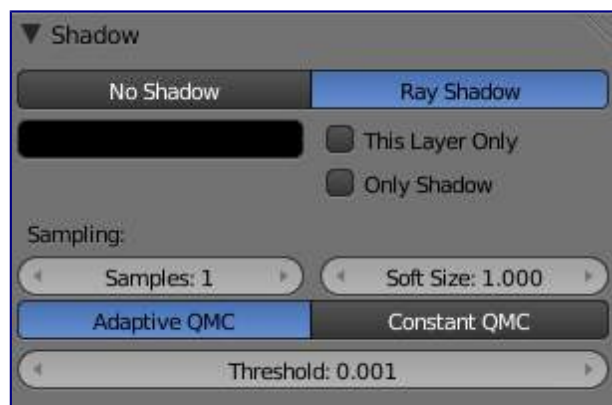 Shadow
No Shadow Ray Shadow
This Layer Only
Only Shadow
Sampling:
Samples: 1 Soft Size: 1.000
Adaptive QMC Constant QMC
Threshold: 0.001